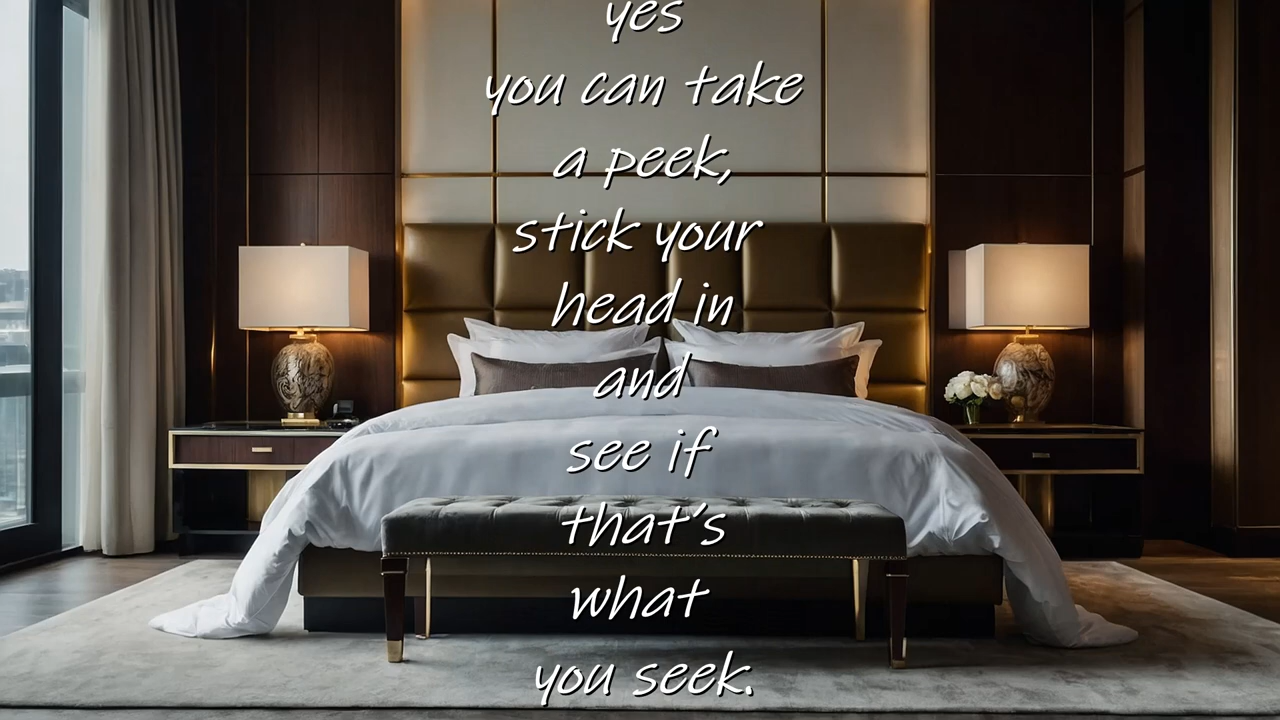 yes
you can take
a peek,
stick your
head in
and
see if
that's
what
you seek.